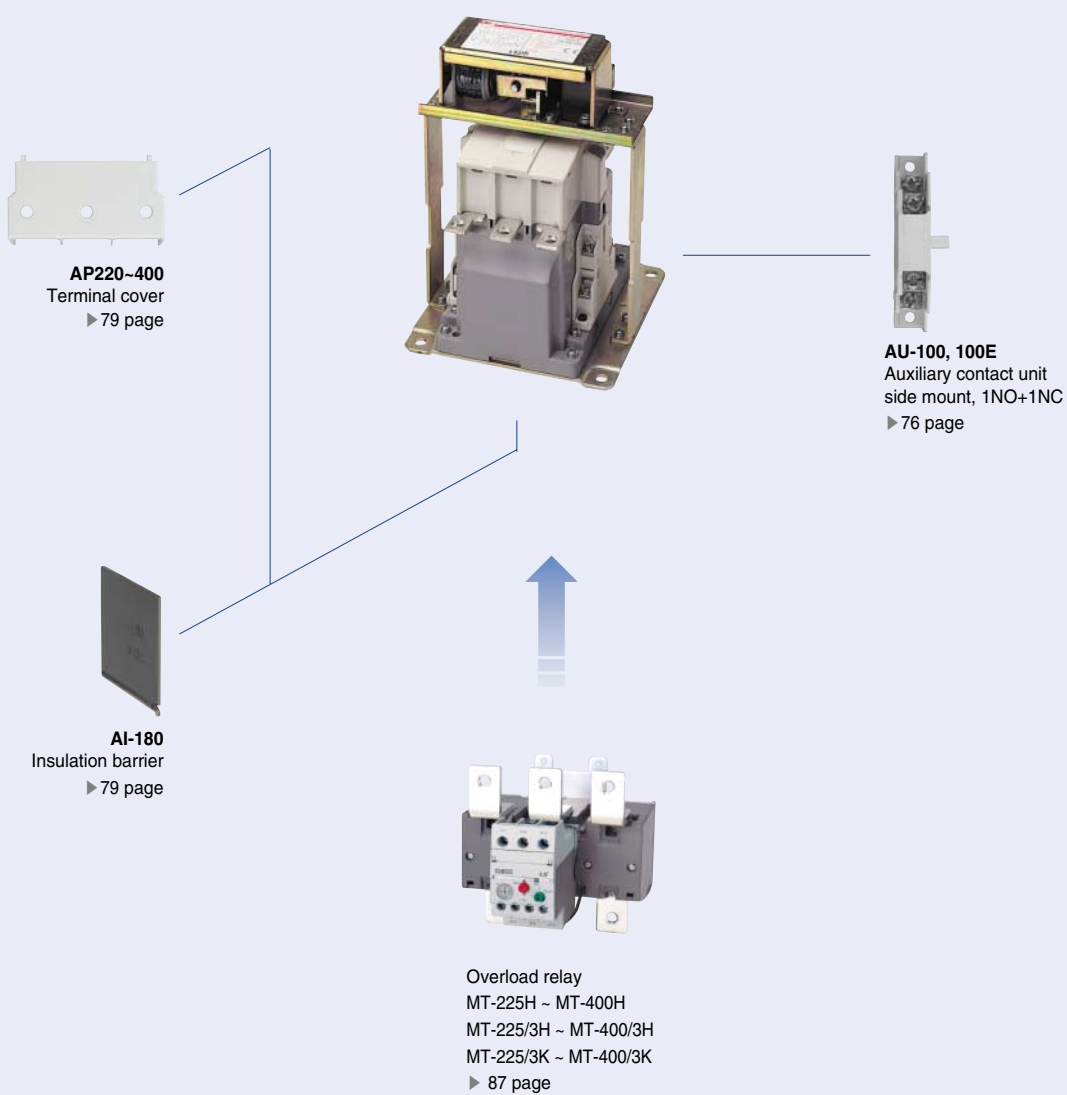 AP220~400
Terminal cover
▶79 page
AU-100, 100E
Auxiliary contact unit
side mount, 1NO+1NC
▶76 page
AI-180
Insulation barrier
▶79 page
Overload relay
MT-225H ~ MT-400H
MT-225/3H ~ MT-400/3H
MT-225/3K ~ MT-400/3K
▶ 87 page